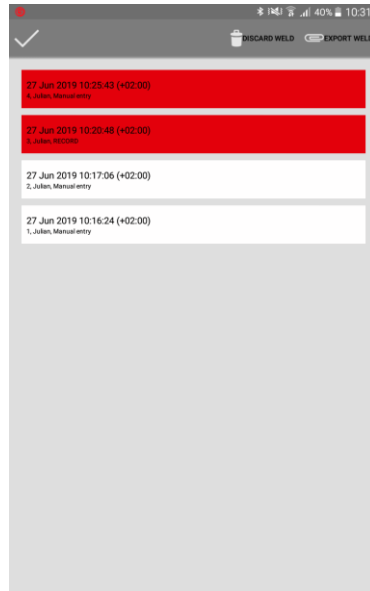 40% 10:31
DISCARD WELD EXPORT WEL
27 Jun 2019 10:25:43 (+02:00)
Julian, Manual entry
27 Jun 2019 10:20:48 (+02:00)
3, Julian, RECORD
27 Jun 2019 10:17:06 (+02:00)
2, Julian, Manual entry
27 Jun 2019 10:16:24 (+02:00)
1, Julian, Manual entry